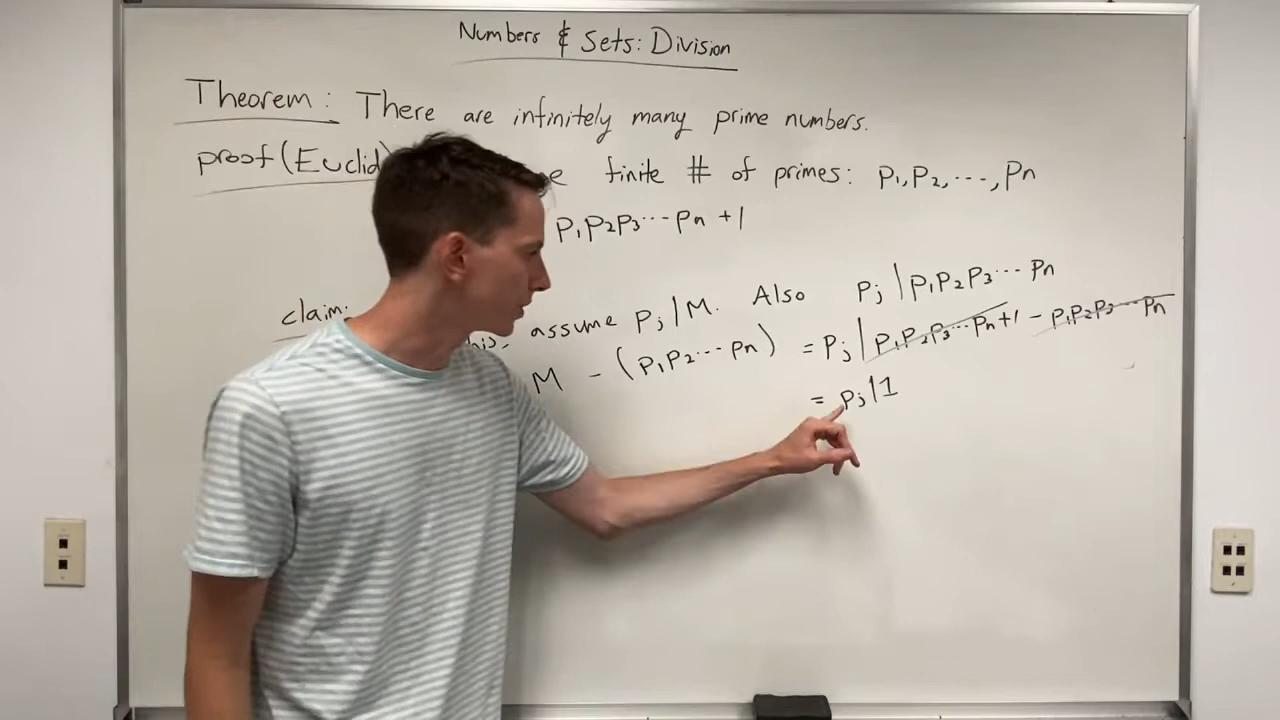 Numbers & Sets: Division
Theorem: There are infinitely many prime numbers.
proof (Euclid) finite # of primes: p₁, p₂, ..., pₙ
p₁p₂p₃...pₙ + 1
claim: assume pⱼ | M. Also pⱼ | p₁p₂p₃...pₙ
M - (p₁p₂...pₙ) = pⱼ | p₁p₂p₃...pₙ + 1 - p₁p₂p₃...pₙ
= pⱼ | 1